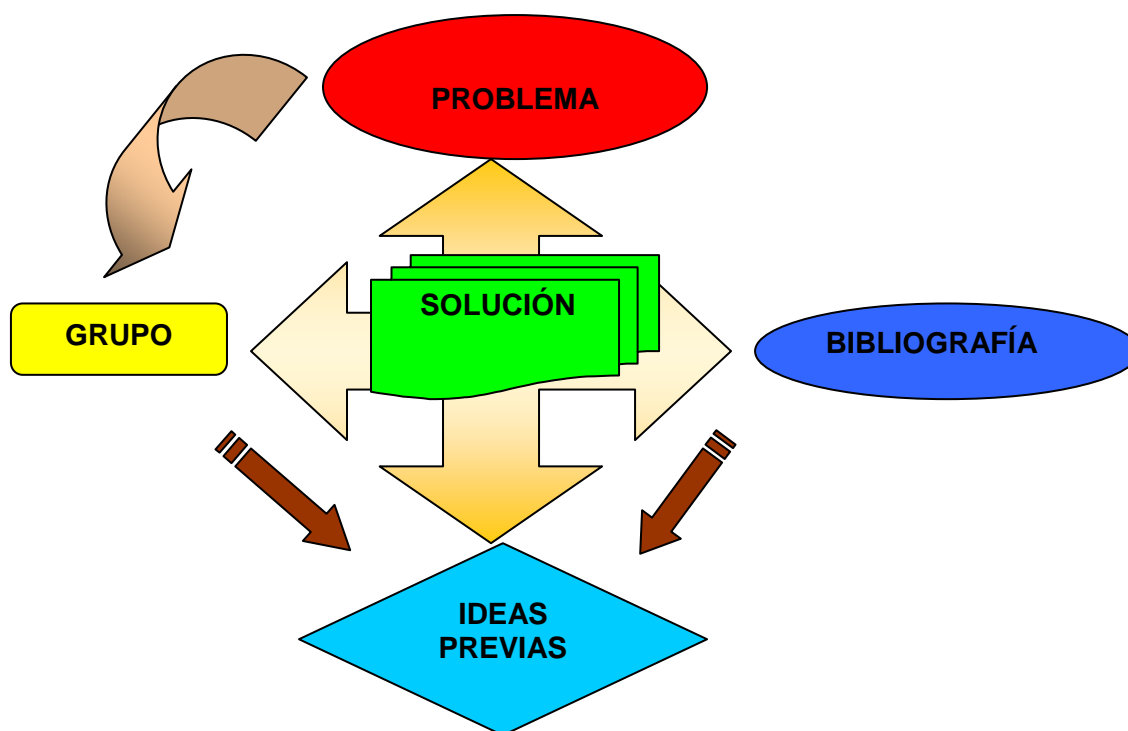 PROBLEMA
SOLUCIÓN
GRUPO
BIBLIOGRAFÍA
IDEAS
PREVIAS